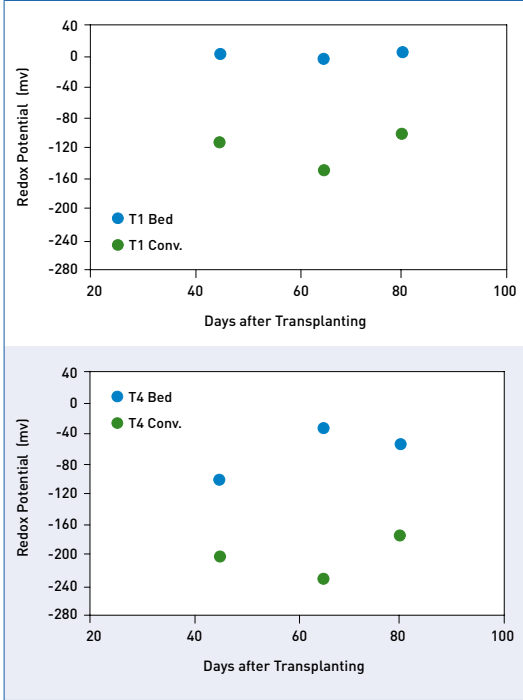 40
0
-40
-80
-120
-160
-200
-240
-280
Redox Potential (mv)
T1 Bed
T1 Conv.
20 40 60 80 100
Days after Transplanting
40
0
-40
-80
-120
-160
-200
-240
-280
Redox Potential (mv)
T4 Bed
T4 Conv.
20 40 60 80 100
Days after Transplanting